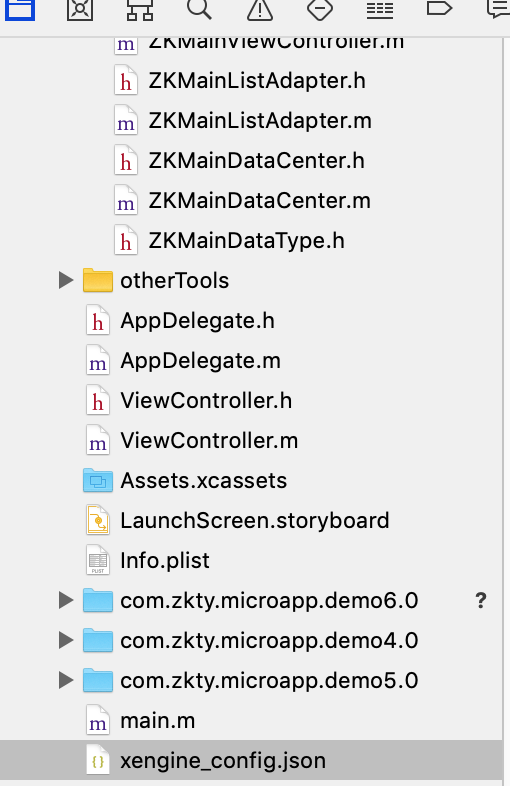 ZKMainViewController.m
h ZKMainListAdapter.h
m ZKMainListAdapter.m
h ZKMainDataCenter.h
m ZKMainDataCenter.m
h ZKMainDataType.h
otherTools
h AppDelegate.h
m AppDelegate.m
h ViewController.h
m ViewController.m
Assets.xcassets
LaunchScreen.storyboard
PLIST Info.plist
com.zkty.microapp.demo6.0 ?
com.zkty.microapp.demo4.0
com.zkty.microapp.demo5.0
m main.m
{} xengine_config.json